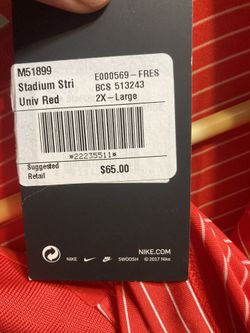 M51899 E000569-FRES
Stadium Stri BCS 513243
Univ Red 2X-Large
*22235511*
Suggested
Retail $65.00
NIKE.COM
NIKE SWOOSH © 2017 Nike